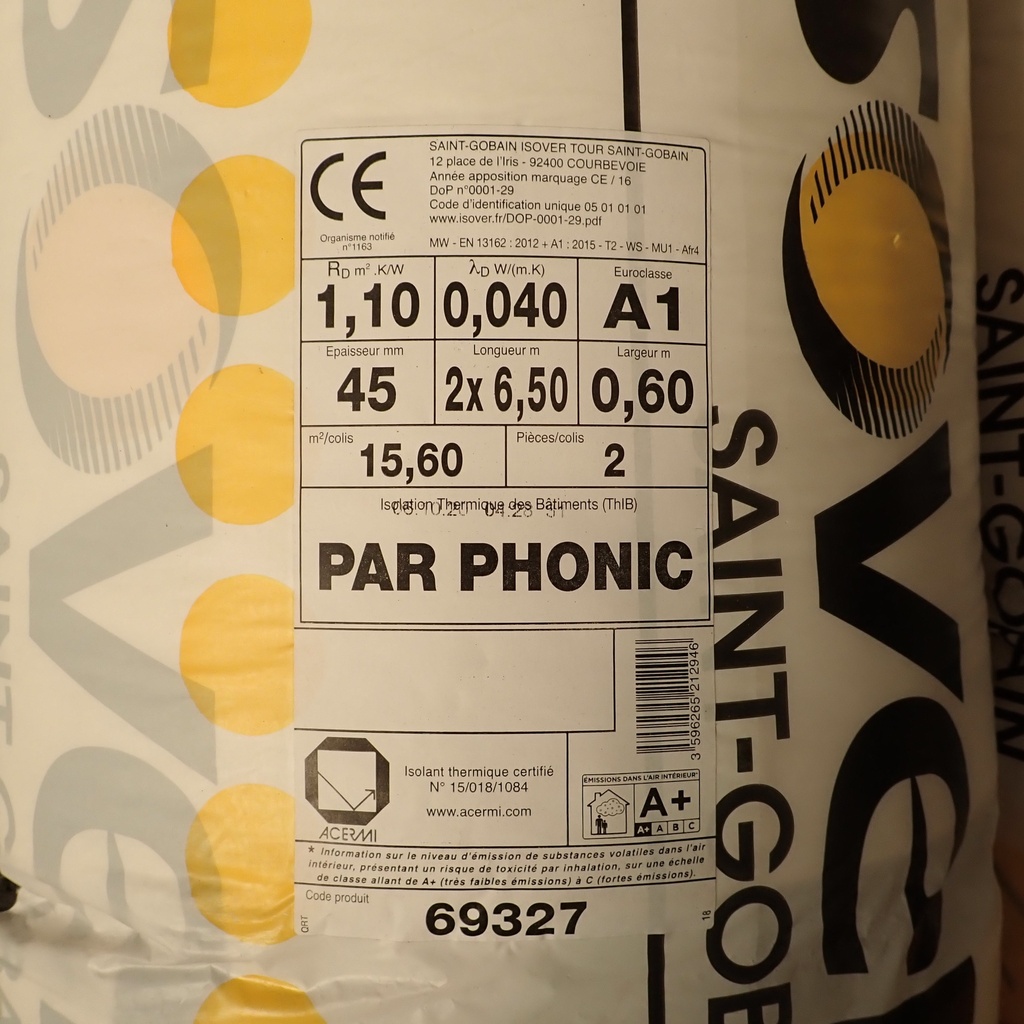 SAINT-GOBAIN ISOVER TOUR SAINT-GOBAIN
12 place de l'Iris - 92400 COURBEVOIE
Année apposition marquage CE / 16
DoP n°0001-29
Code d'identification unique 05 01 01 01
www.isover.fr/DOP-0001-29.pdf
CE
Organisme notifié
n°1163
MW - EN 13162 : 2012 + A1 : 2015 - T2 - WS - MU1 - Afr4
RD m² .K/W
1,10
λD W/(m.K)
0,040
Euroclasse
A1
Epaisseur mm
45
Longueur m
2x 6,50
Largeur m
0,60
m²/colis
15,60
Pièces/colis
2
Isolation Thermique des Bâtiments (ThIB)
PAR PHONIC
3 596265 212946
ACERMI
Isolant thermique certifié
N° 15/018/1084
www.acermi.com
ÉMISSIONS DANS L'AIR INTÉRIEUR*
A+
A+ A B C
* Information sur le niveau d'émission de substances volatiles dans l'air
intérieur, présentant un risque de toxicité par inhalation, sur une échelle
de classe allant de A+ (très faibles émissions) à C (fortes émissions).
Code produit
69327
QRT
18
SAINT-GOB
SAINT-GOBAIN